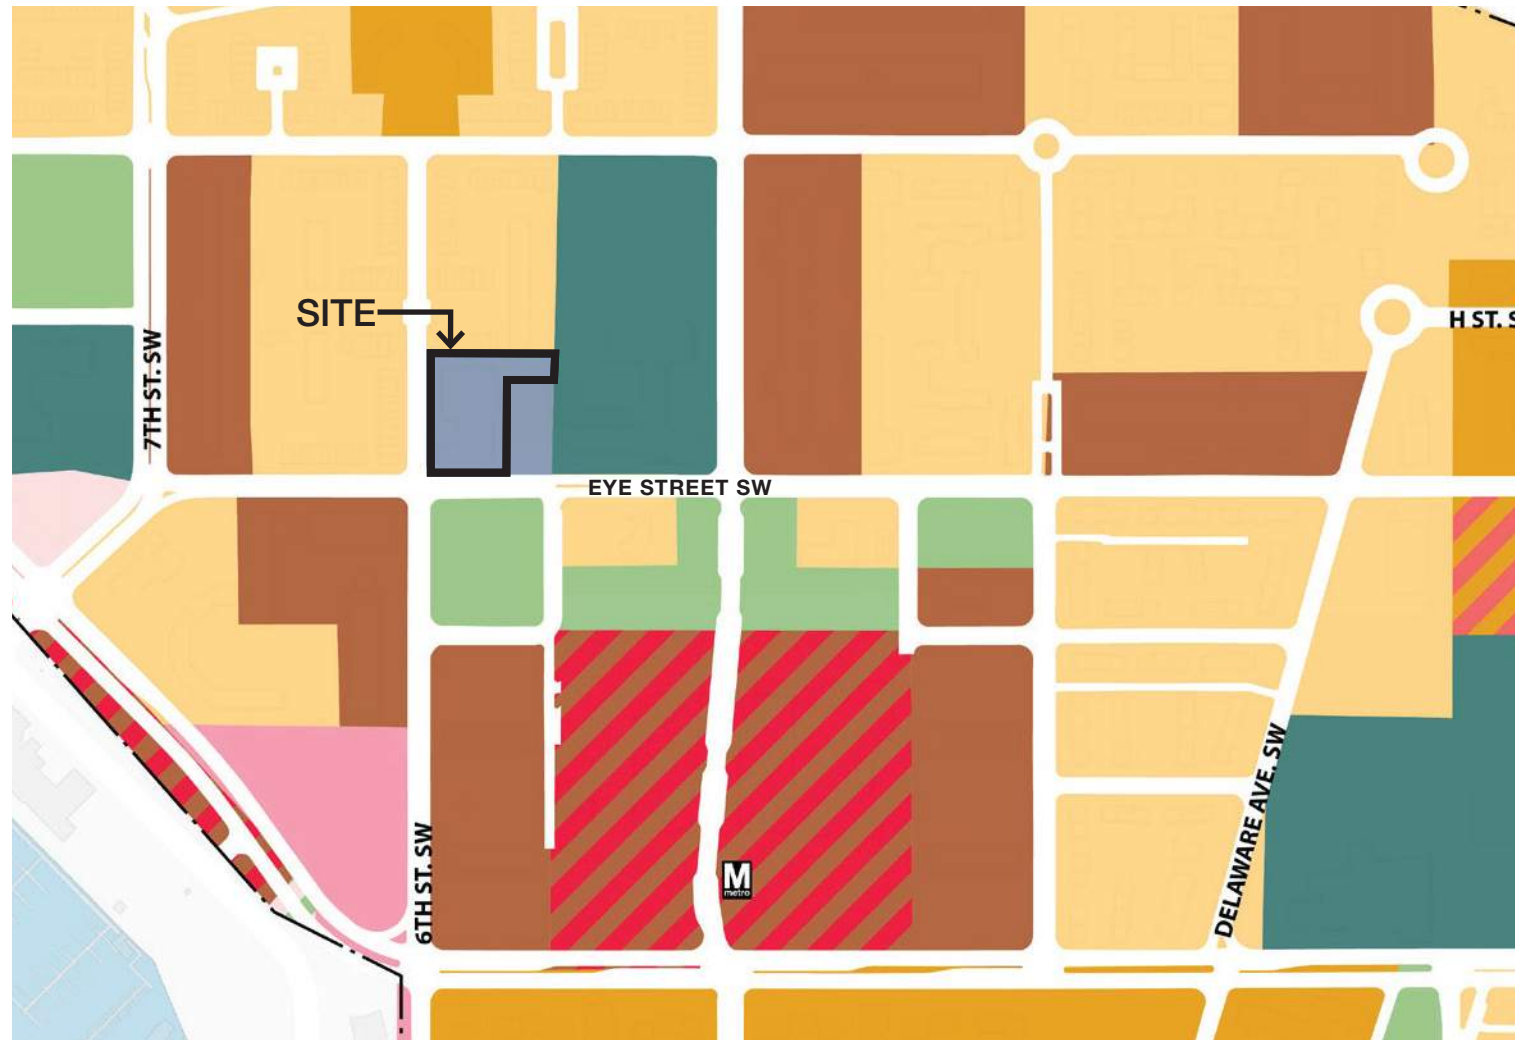 SITE
H ST. S
7TH ST. SW
EYE STREET SW
DELAWARE AVE. SW
6TH ST. SW
M
metro